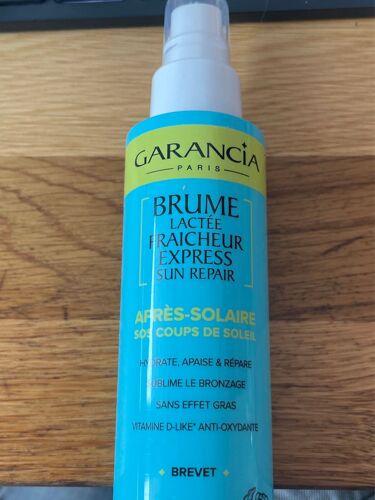 GARANCIA
PARIS
BRUME
LACTÉE
FRAICHEUR
EXPRESS
SUN REPAIR
APRÈS-SOLAIRE
SOS COUPS DE SOLEIL
HYDRATE, APAISE & RÉPARE
SUBLIME LE BRONZAGE
SANS EFFET GRAS
VITAMINE D-LIKE* ANTI-OXYDANTE
BREVET